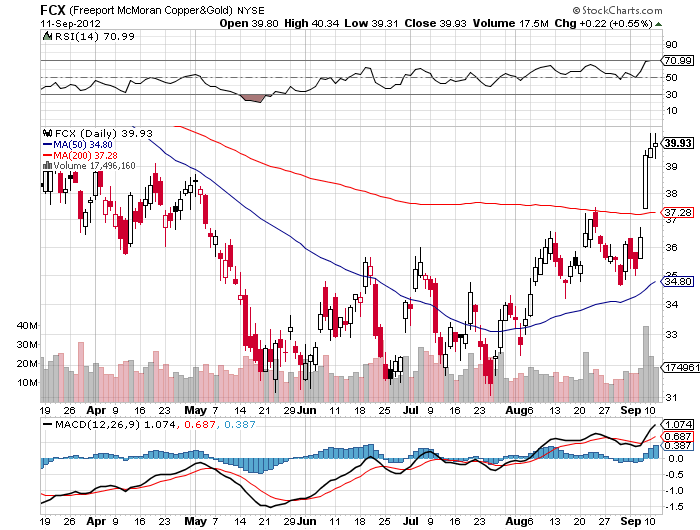 FCX (Freeport McMoran Copper&Gold) NYSE
© StockCharts.com
11-Sep-2012
Open 39.80 High 40.34 Low 39.31 Close 39.93 Volume 17.5M Chg +0.22 (+0.55%)
RSI(14) 70.99
90
70.99
50
30
10
FCX (Daily) 39.93
MA(50) 34.80
MA(200) 37.28
Volume 17,496,160
39.93
39
38
37.28
37
36
35
34.80
34
33
32
31
40M
30M
20M
10M
174961
19 26 Apr 9 16 23 May 7 14 21 29 Jun 11 18 25 Jul 9 16 23 Aug 6 13 20 27 Sep 10
MACD(12,26,9) 1.074, 0.687, 0.387
1.074
0.687
0.387
0.0
-0.5
-1.0
-1.5
19 26 Apr 9 16 23 May 7 14 21 29 Jun 11 18 25 Jul 9 16 23 Aug 6 13 20 27 Sep 10